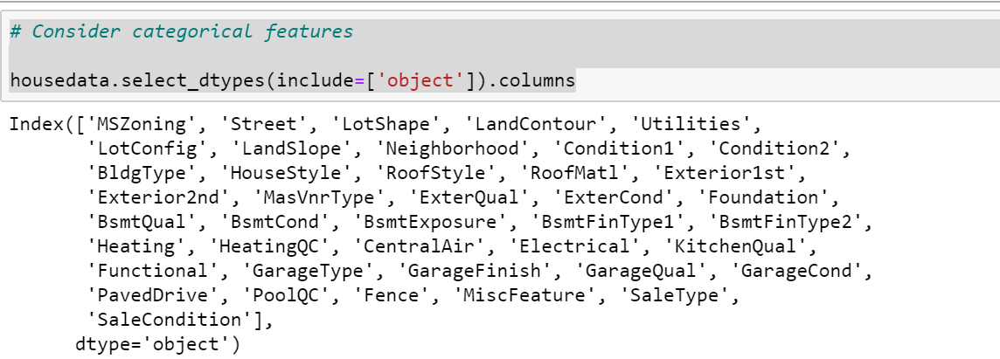 # Consider categorical features
housedata.select_dtypes(include=['object']).columns
Index(['MSZoning', 'Street', 'LotShape', 'LandContour', 'Utilities',
'LotConfig', 'LandSlope', 'Neighborhood', 'Condition1', 'Condition2',
'BldgType', 'HouseStyle', 'RoofStyle', 'RoofMatl', 'Exterior1st',
'Exterior2nd', 'MasVnrType', 'ExterQual', 'ExterCond', 'Foundation',
'BsmtQual', 'BsmtCond', 'BsmtExposure', 'BsmtFinType1', 'BsmtFinType2',
'Heating', 'HeatingQC', 'CentralAir', 'Electrical', 'KitchenQual',
'Functional', 'GarageType', 'GarageFinish', 'GarageQual', 'GarageCond',
'PavedDrive', 'PoolQC', 'Fence', 'MiscFeature', 'SaleType',
'SaleCondition'],
dtype='object')